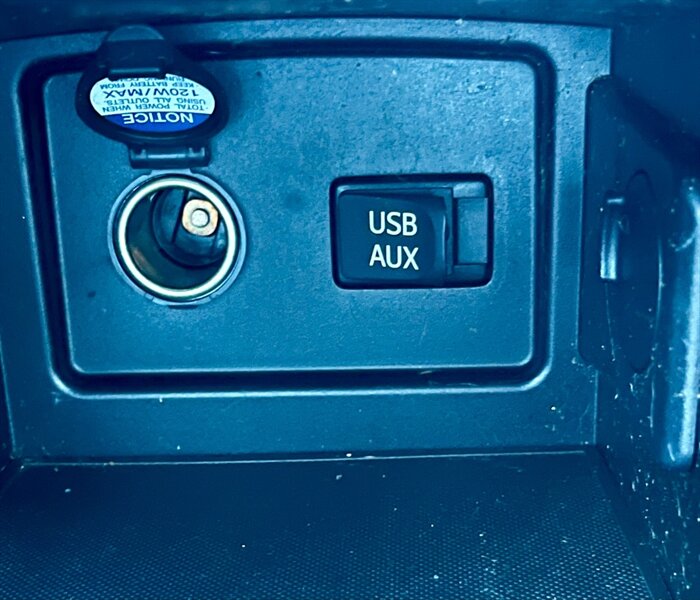 NOTICE
·TOTAL POWER WHEN
USING ALL OUTLETS.
120W/MAX
KEEP BATTERY FROM
USB
AUX